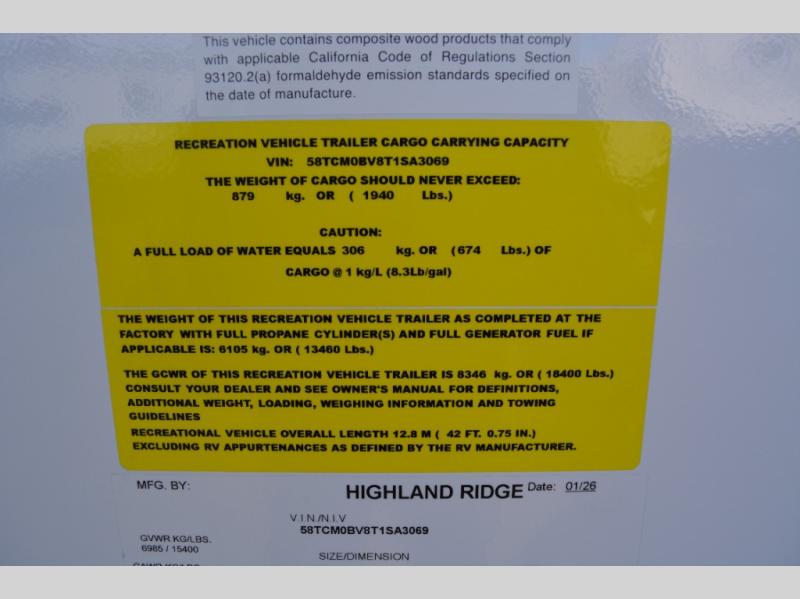 This vehicle contains composite wood products that comply
with applicable California Code of Regulations Section
93120.2(a) formaldehyde emission standards specified on
the date of manufacture.
RECREATION VEHICLE TRAILER CARGO CARRYING CAPACITY
VIN: 58TCM0BV8T1SA3069
THE WEIGHT OF CARGO SHOULD NEVER EXCEED:
879 kg. OR ( 1940 Lbs.)
CAUTION:
A FULL LOAD OF WATER EQUALS 306 kg. OR (674 Lbs.) OF
CARGO @ 1 kg/L (8.3Lb/gal)
THE WEIGHT OF THIS RECREATION VEHICLE TRAILER AS COMPLETED AT THE
FACTORY WITH FULL PROPANE CYLINDER(S) AND FULL GENERATOR FUEL IF
APPLICABLE IS: 6105 kg. OR ( 13460 Lbs.)
THE GCWR OF THIS RECREATION VEHICLE TRAILER IS 8346 kg. OR ( 18400 Lbs.)
CONSULT YOUR DEALER AND SEE OWNER'S MANUAL FOR DEFINITIONS,
ADDITIONAL WEIGHT, LOADING, WEIGHING INFORMATION AND TOWING
GUIDELINES
RECREATIONAL VEHICLE OVERALL LENGTH 12.8 M ( 42 FT. 0.75 IN.)
EXCLUDING RV APPURTENANCES AS DEFINED BY THE RV MANUFACTURER.
MFG. BY: HIGHLAND RIDGE Date: 01/26
V I N./N.I.V
58TCM0BV8T1SA3069
GVWR KG/LBS.
6985 / 15400
SIZE/DIMENSION